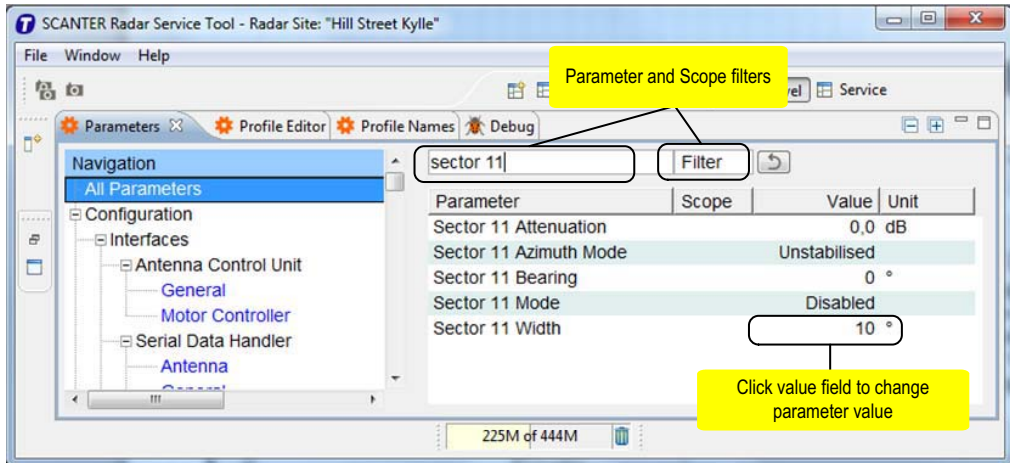 SCANTER Radar Service Tool - Radar Site: "Hill Street Kylle"
File Window Help
Parameter and Scope filters
Service
Parameters Profile Editor Profile Names Debug
Navigation
All Parameters
Configuration
Interfaces
Antenna Control Unit
General
Motor Controller
Serial Data Handler
Antenna
sector 11 Filter
Parameter Scope Value Unit
Sector 11 Attenuation 0,0 dB
Sector 11 Azimuth Mode Unstabilised
Sector 11 Bearing 0 °
Sector 11 Mode Disabled
Sector 11 Width 10 °
Click value field to change
parameter value
225M of 444M